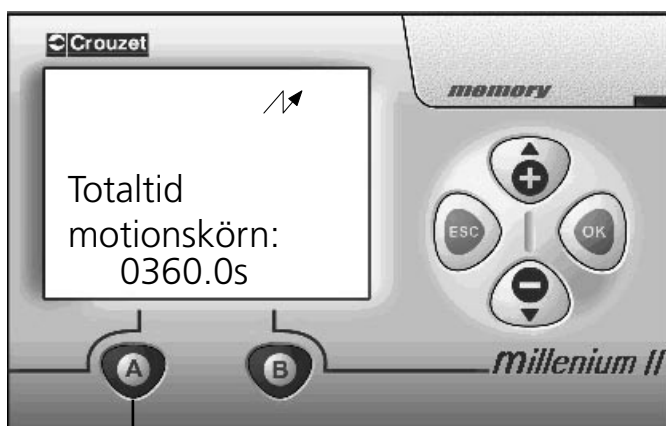 Crouzet
memory
Totaltid
motionskörn:
0360.0s
ESC
OK
A
B
millenium II